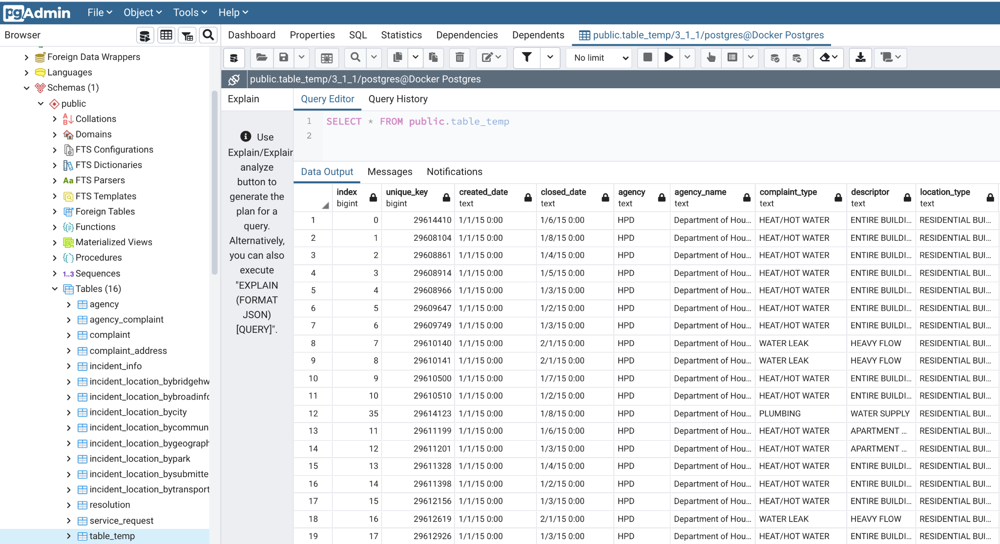 pgAdmin File Object Tools Help
Browser
Dashboard Properties SQL Statistics Dependencies Dependents public.table_temp/3_1_1/postgres@Docker Postgres
No limit
public.table_temp/3_1_1/postgres@Docker Postgres
Foreign Data Wrappers
Languages
Schemas (1)
public
Collations
Domains
FTS Configurations
FTS Dictionaries
Aa FTS Parsers
FTS Templates
Foreign Tables
Functions
Materialized Views
Procedures
1..3 Sequences
Tables (16)
agency
agency_complaint
complaint
complaint_address
incident_info
incident_location_bybridgehw
incident_location_bybroadinfo
incident_location_bycity
incident_location_bycommun
incident_location_bygeograph
incident_location_bypark
incident_location_bysubmitte
incident_location_bytransport
resolution
service_request
table_temp
Explain
Use
Explain/Explain
analyze
button to
generate the
plan for a
query.
Alternatively,
you can also
execute
"EXPLAIN
(FORMAT
JSON)
[QUERY]".
Query Editor Query History
1 SELECT * FROM public.table_temp
2
Data Output Messages Notifications
index unique_key created_date closed_date agency agency_name complaint_type descriptor location_type
bigint bigint text text text text text text text
1 0 29614410 1/1/15 0:00 1/6/15 0:00 HPD Department of Hou... HEAT/HOT WATER ENTIRE BUILDI... RESIDENTIAL BUI...
2 1 29608104 1/1/15 0:00 1/8/15 0:00 HPD Department of Hou... HEAT/HOT WATER ENTIRE BUILDI... RESIDENTIAL BUI...
3 2 29608861 1/1/15 0:00 1/4/15 0:00 HPD Department of Hou... HEAT/HOT WATER ENTIRE BUILDI... RESIDENTIAL BUI...
4 3 29608914 1/1/15 0:00 1/5/15 0:00 HPD Department of Hou... HEAT/HOT WATER ENTIRE BUILDI... RESIDENTIAL BUI...
5 4 29608966 1/1/15 0:00 1/3/15 0:00 HPD Department of Hou... HEAT/HOT WATER ENTIRE BUILDI... RESIDENTIAL BUI...
6 5 29609647 1/1/15 0:00 1/2/15 0:00 HPD Department of Hou... HEAT/HOT WATER ENTIRE BUILDI... RESIDENTIAL BUI...
7 6 29609749 1/1/15 0:00 1/3/15 0:00 HPD Department of Hou... HEAT/HOT WATER ENTIRE BUILDI... RESIDENTIAL BUI...
8 7 29610140 1/1/15 0:00 2/1/15 0:00 HPD Department of Hou... WATER LEAK HEAVY FLOW RESIDENTIAL BUI...
9 8 29610141 1/1/15 0:00 2/1/15 0:00 HPD Department of Hou... WATER LEAK HEAVY FLOW RESIDENTIAL BUI...
10 9 29610500 1/1/15 0:00 1/7/15 0:00 HPD Department of Hou... HEAT/HOT WATER ENTIRE BUILDI... RESIDENTIAL BUI...
11 10 29610510 1/1/15 0:00 1/2/15 0:00 HPD Department of Hou... HEAT/HOT WATER ENTIRE BUILDI... RESIDENTIAL BUI...
12 35 29614123 1/1/15 0:00 1/8/15 0:00 HPD Department of Hou... PLUMBING WATER SUPPLY RESIDENTIAL BUI...
13 11 29611199 1/1/15 0:00 1/6/15 0:00 HPD Department of Hou... HEAT/HOT WATER APARTMENT ... RESIDENTIAL BUI...
14 12 29611201 1/1/15 0:00 1/3/15 0:00 HPD Department of Hou... HEAT/HOT WATER APARTMENT ... RESIDENTIAL BUI...
15 13 29611328 1/1/15 0:00 1/4/15 0:00 HPD Department of Hou... HEAT/HOT WATER ENTIRE BUILDI... RESIDENTIAL BUI...
16 14 29611398 1/1/15 0:00 1/2/15 0:00 HPD Department of Hou... HEAT/HOT WATER ENTIRE BUILDI... RESIDENTIAL BUI...
17 15 29612156 1/1/15 0:00 1/3/15 0:00 HPD Department of Hou... HEAT/HOT WATER ENTIRE BUILDI... RESIDENTIAL BUI...
18 16 29612619 1/1/15 0:00 2/1/15 0:00 HPD Department of Hou... WATER LEAK HEAVY FLOW RESIDENTIAL BUI...
19 17 29612926 1/1/15 0:00 1/3/15 0:00 HPD Department of Hou... HEAT/HOT WATER ENTIRE BUILDI... RESIDENTIAL BUI...